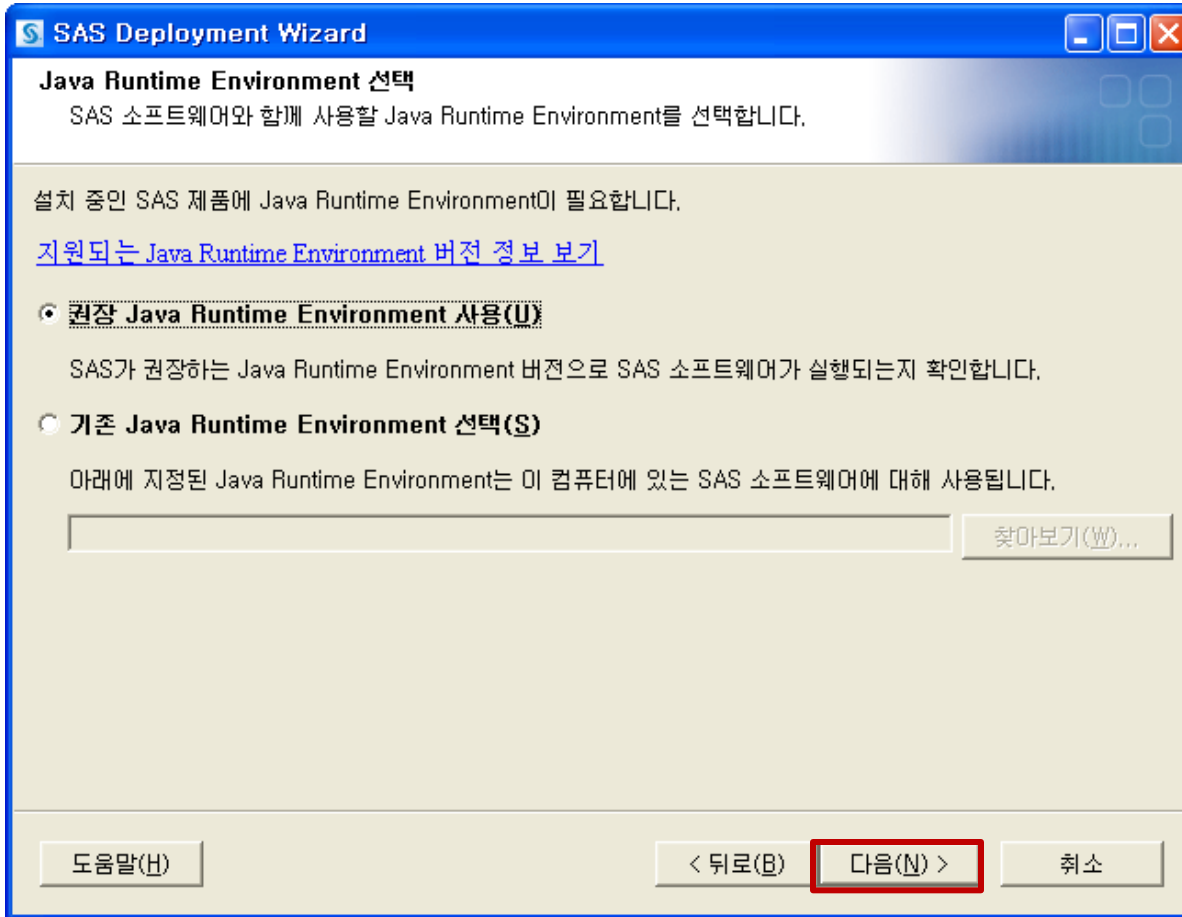 SAS Deployment Wizard
Java Runtime Environment 선택
SAS 소프트웨어와 함께 사용할 Java Runtime Environment를 선택합니다.
설치 중인 SAS 제품에 Java Runtime Environment이 필요합니다.
지원되는 Java Runtime Environment 버전 정보 보기
권장 Java Runtime Environment 사용(U)
SAS가 권장하는 Java Runtime Environment 버전으로 SAS 소프트웨어가 실행되는지 확인합니다.
기존 Java Runtime Environment 선택(S)
아래에 지정된 Java Runtime Environment는 이 컴퓨터에 있는 SAS 소프트웨어에 대해 사용됩니다.
찾아보기(W)...
도움말(H)
< 뒤로(B)
다음(N) >
취소